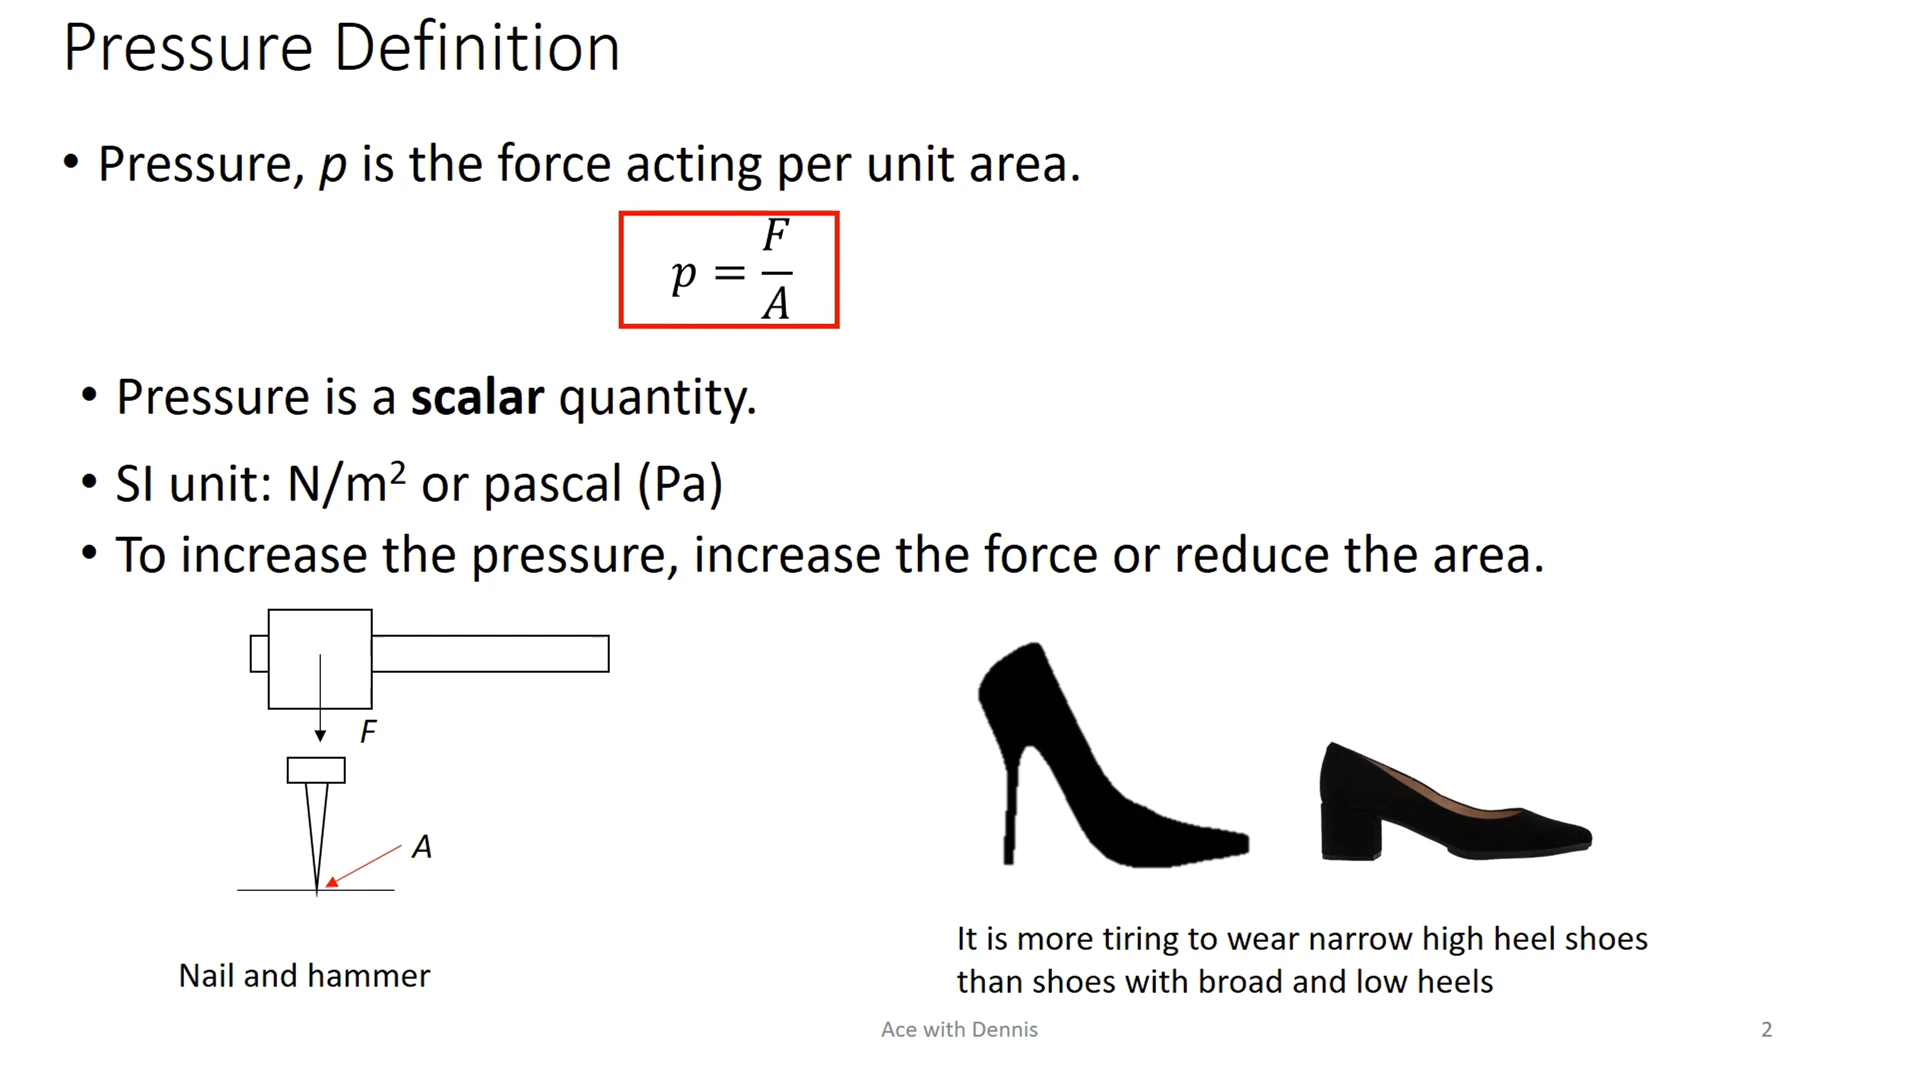 Pressure Definition
• Pressure, p is the force acting per unit area.
p = F/A
• Pressure is a scalar quantity.
• SI unit: N/m² or pascal (Pa)
• To increase the pressure, increase the force or reduce the area.
F
A
Nail and hammer
It is more tiring to wear narrow high heel shoes
than shoes with broad and low heels
Ace with Dennis
2